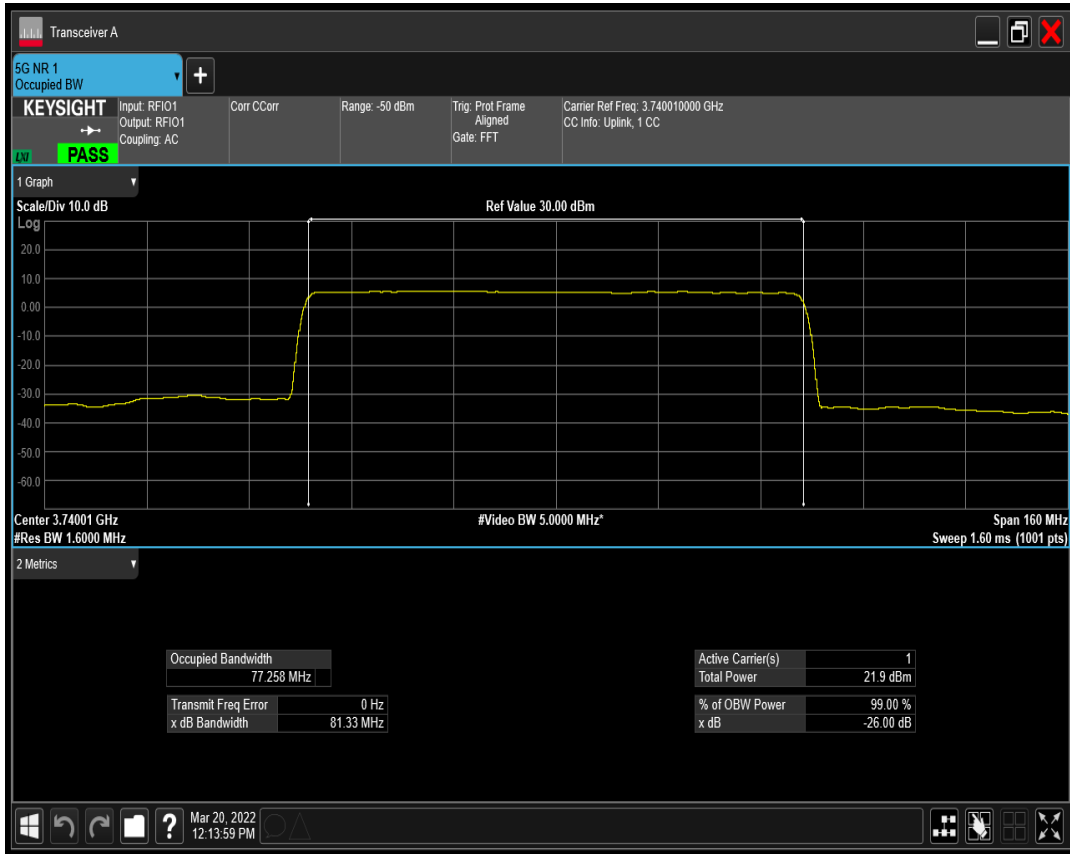 Transceiver A
5G NR 1
Occupied BW
+
KEYSIGHT
LXI
PASS
Input: RFIO1
Output: RFIO1
Coupling: AC
Corr CCorr
Range: -50 dBm
Trig: Prot Frame
Aligned
Gate: FFT
Carrier Ref Freq: 3.740010000 GHz
CC Info: Uplink, 1 CC
1 Graph
Scale/Div 10.0 dB
Ref Value 30.00 dBm
Log
20.0
10.0
0.00
-10.0
-20.0
-30.0
-40.0
-50.0
-60.0
Center 3.74001 GHz
#Video BW 5.0000 MHz*
Span 160 MHz
#Res BW 1.6000 MHz
Sweep 1.60 ms (1001 pts)
2 Metrics
Occupied Bandwidth
77.258 MHz
Transmit Freq Error 0 Hz
x dB Bandwidth 81.33 MHz
Active Carrier(s) 1
Total Power 21.9 dBm
% of OBW Power 99.00 %
x dB -26.00 dB
?
Mar 20, 2022
12:13:59 PM